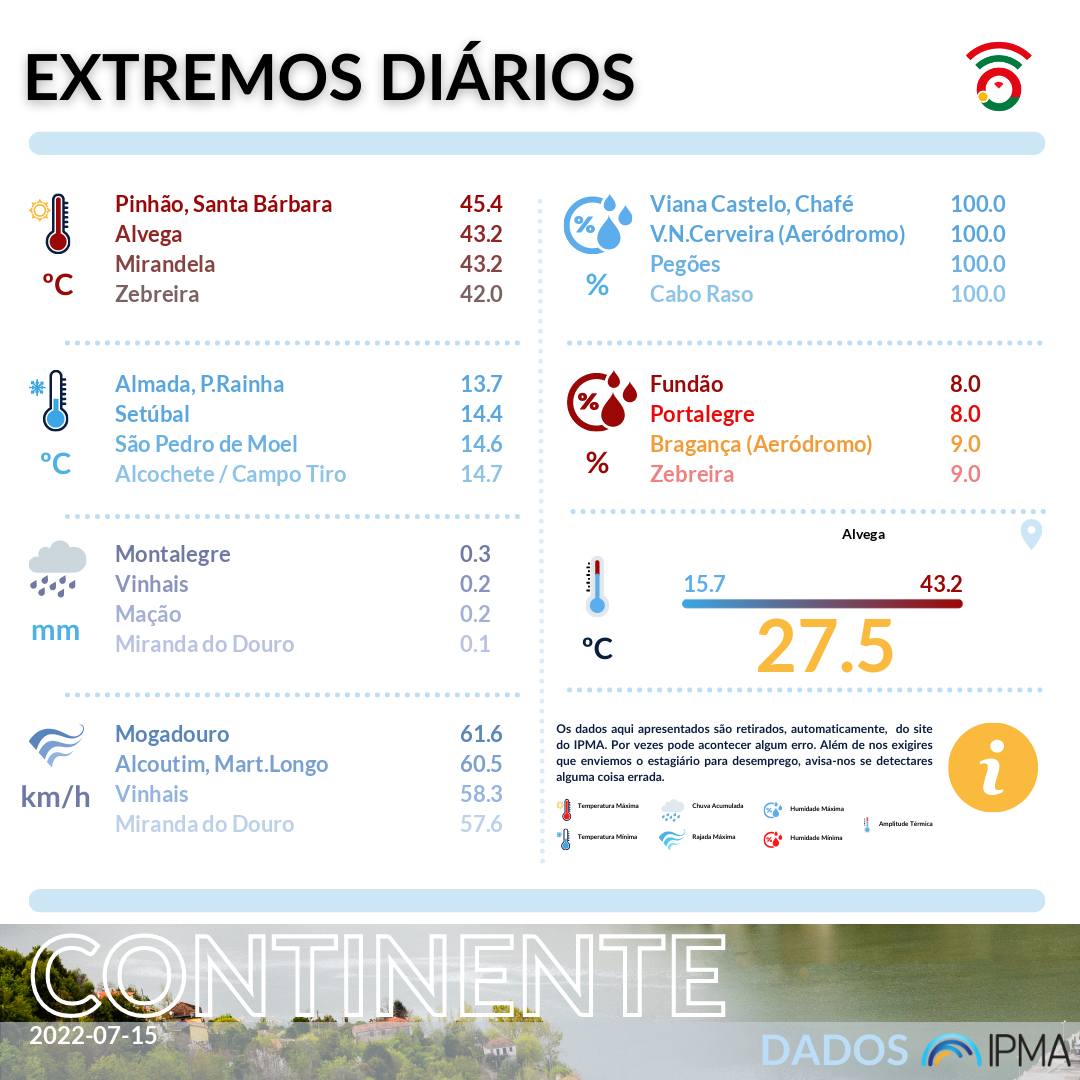 EXTREMOS DIÁRIOS
Pinhão, Santa Bárbara 45.4
Alvega 43.2
Mirandela 43.2
Zebreira 42.0
ºC
Viana Castelo, Chafé 100.0
V.N.Cerveira (Aeródromo) 100.0
Pegões 100.0
Cabo Raso 100.0
%
%
Almada, P.Rainha 13.7
Setúbal 14.4
São Pedro de Moel 14.6
Alcochete / Campo Tiro 14.7
ºC
Fundão 8.0
Portalegre 8.0
Bragança (Aeródromo) 9.0
Zebreira 9.0
%
%
Montalegre 0.3
Vinhais 0.2
Mação 0.2
Miranda do Douro 0.1
mm
Alvega
15.7 43.2
27.5
ºC
Mogadouro 61.6
Alcoutim, Mart.Longo 60.5
Vinhais 58.3
Miranda do Douro 57.6
km/h
Os dados aqui apresentados são retirados, automaticamente, do site
do IPMA. Por vezes pode acontecer algum erro. Além de nos exigires
que enviemos o estagiário para desemprego, avisa-nos se detectares
alguma coisa errada.
i
Temperatura Máxima
Chuva Acumulada
Humidade Máxima
Amplitude Térmica
Temperatura Mínima
Rajada Máxima
Humidade Mínima
CONTINENTE
2022-07-15
DADOS IPMA